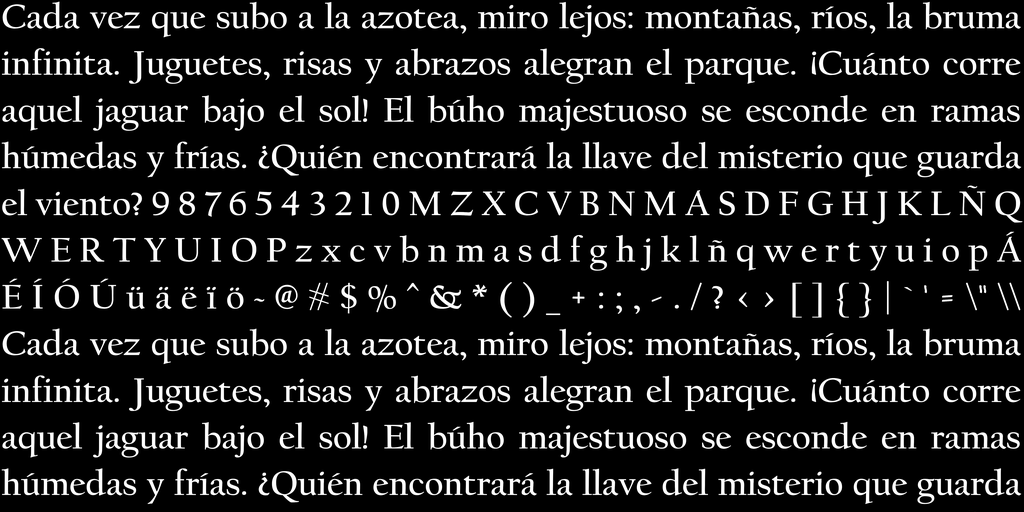 Cada vez que subo a la azotea, miro lejos: montañas, ríos, la bruma
infinita. Juguetes, risas y abrazos alegran el parque. ¡Cuánto corre
aquel jaguar bajo el sol! El búho majestuoso se esconde en ramas
húmedas y frías. ¿Quién encontrará la llave del misterio que guarda
el viento? 9 8 7 6 5 4 3 2 1 0 M Z X C V B N M A S D F G H J K L Ñ Q
W E R T Y U I O P z x c v b n m a s d f g h j k l ñ q w e r t y u i o p Á
É Í Ó Ú ü ä ë ï ö ~ @ # $ % ^ & * ( ) _ + : ; , - . / ? < > [ ] { } | ` ' = \" \\
Cada vez que subo a la azotea, miro lejos: montañas, ríos, la bruma
infinita. Juguetes, risas y abrazos alegran el parque. ¡Cuánto corre
aquel jaguar bajo el sol! El búho majestuoso se esconde en ramas
húmedas y frías. ¿Quién encontrará la llave del misterio que guarda